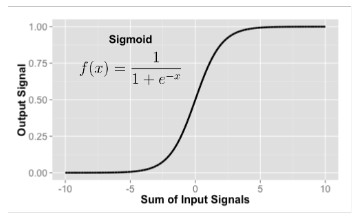 1.00
Sigmoid
f(x) = 1 / (1 + e^{-x})
0.75
0.50
0.25
0.00
Output Signal
-10 -5 0 5 10
Sum of Input Signals